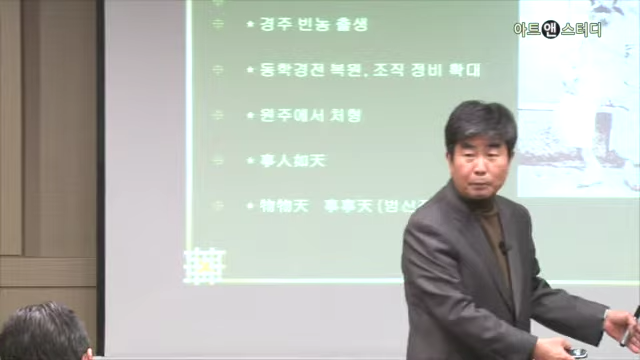 아트앤스터디
* 경주 빈농 출생
* 동학경전 복원, 조직 정비 확대
* 원주에서 처형
* 事人如天
* 物物天 事事天 (범신